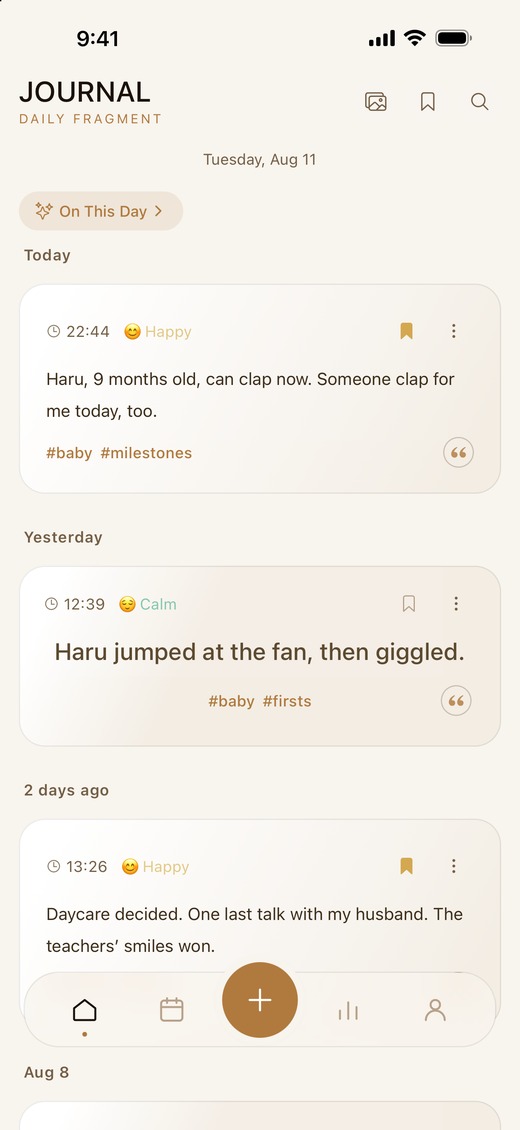 9:41
JOURNAL
DAILY FRAGMENT
Tuesday, Aug 11
On This Day
Today
22:44 Happy
Haru, 9 months old, can clap now. Someone clap for
me today, too.
#baby #milestones
Yesterday
12:39 Calm
Haru jumped at the fan, then giggled.
#baby #firsts
2 days ago
13:26 Happy
Daycare decided. One last talk with my husband. The
teachers’ smiles won.
Aug 8